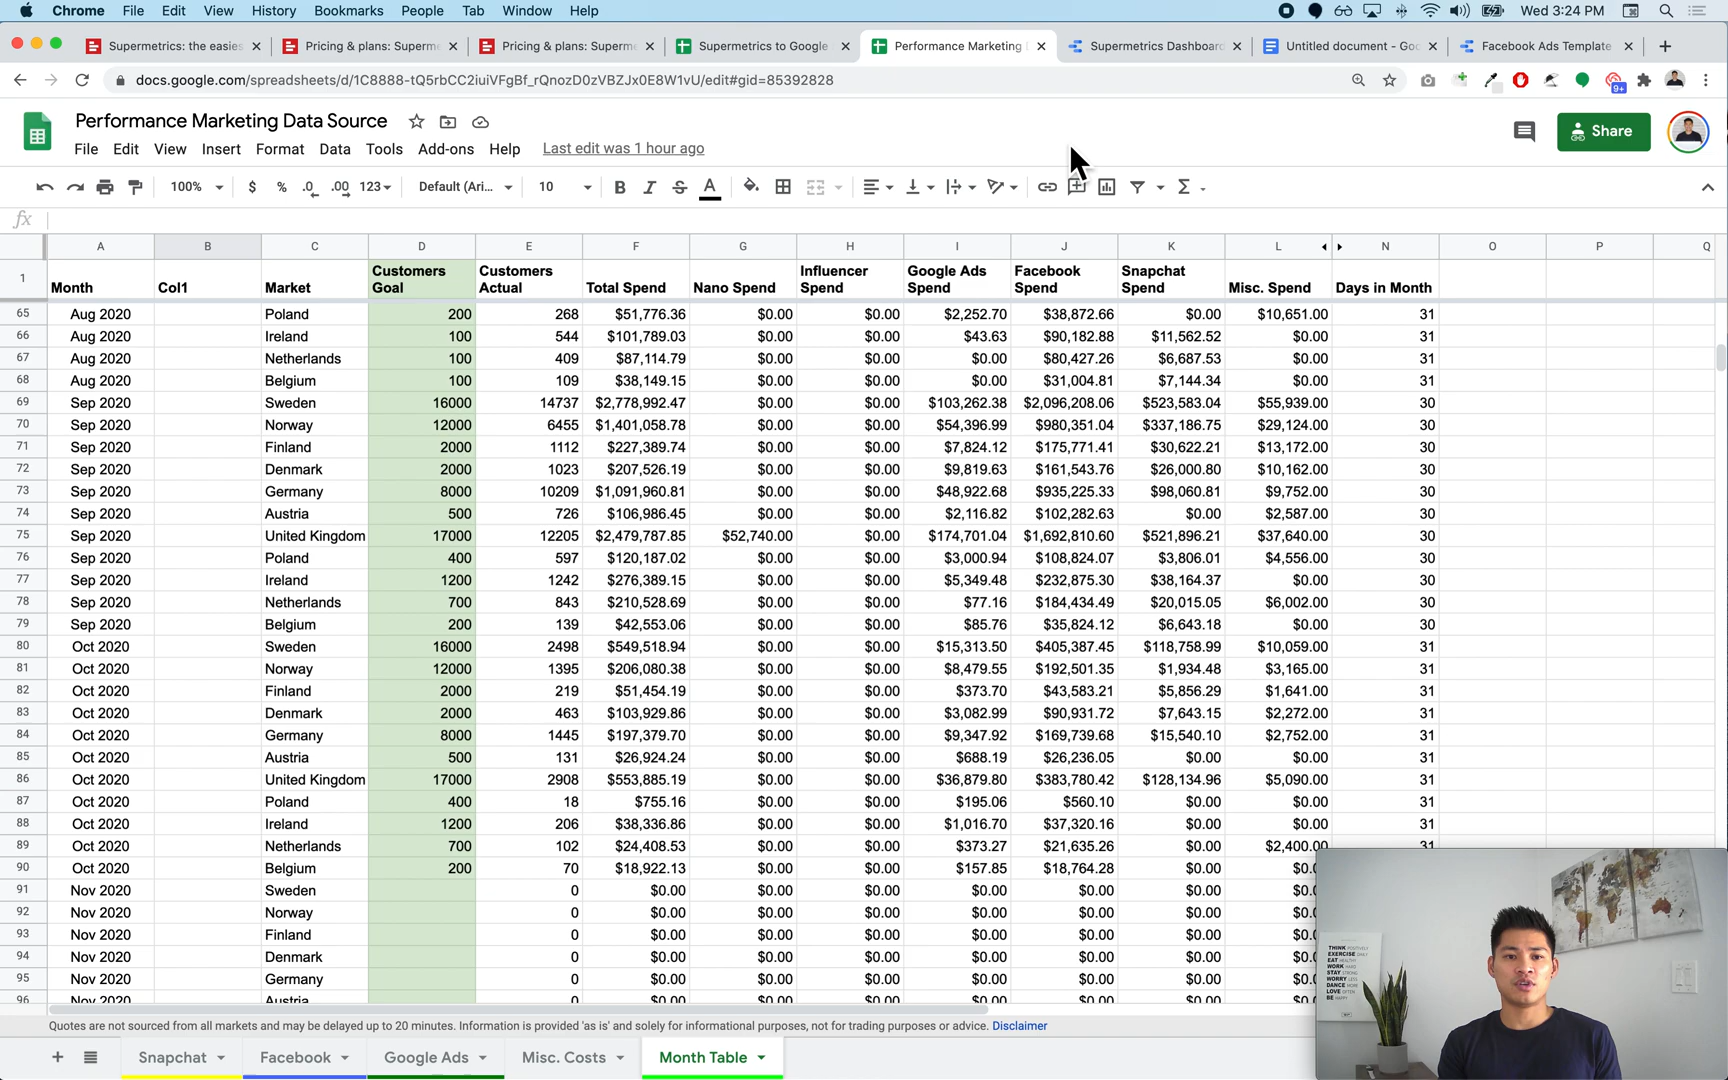 Chrome File Edit View History Bookmarks People Tab Window Help Wed 3:24 PM
Supermetrics: the easies Pricing & plans: Superme Pricing & plans: Superme Supermetrics to Google Performance Marketing Supermetrics Dashboard Untitled document - Goo Facebook Ads Template
docs.google.com/spreadsheets/d/1C8888-tQ5rbCC2iuiVFgBf_rQnozD0zVBZJx0E8W1vU/edit#gid=85392828
9+
Performance Marketing Data Source
Share
File Edit View Insert Format Data Tools Add-ons Help Last edit was 1 hour ago
100% $ % .0 .00 123 Default (Ari... 10 B I S A
fx
A B C D E F G H I J K L N O P Q
1 Month Col1 Market Customers Goal Customers Actual Total Spend Nano Spend Influencer Spend Google Ads Spend Facebook Spend Snapchat Spend Misc. Spend Days in Month
65 Aug 2020 Poland 200 268 $51,776.36 $0.00 $0.00 $2,252.70 $38,872.66 $0.00 $10,651.00 31
66 Aug 2020 Ireland 100 544 $101,789.03 $0.00 $0.00 $43.63 $90,182.88 $11,562.52 $0.00 31
67 Aug 2020 Netherlands 100 409 $87,114.79 $0.00 $0.00 $0.00 $80,427.26 $6,687.53 $0.00 31
68 Aug 2020 Belgium 100 109 $38,149.15 $0.00 $0.00 $0.00 $31,004.81 $7,144.34 $0.00 31
69 Sep 2020 Sweden 16000 14737 $2,778,992.47 $0.00 $0.00 $103,262.38 $2,096,208.06 $523,583.04 $55,939.00 30
70 Sep 2020 Norway 12000 6455 $1,401,058.78 $0.00 $0.00 $54,396.99 $980,351.04 $337,186.75 $29,124.00 30
71 Sep 2020 Finland 2000 1112 $227,389.74 $0.00 $0.00 $7,824.12 $175,771.41 $30,622.21 $13,172.00 30
72 Sep 2020 Denmark 2000 1023 $207,526.19 $0.00 $0.00 $9,819.63 $161,543.76 $26,000.80 $10,162.00 30
73 Sep 2020 Germany 8000 10209 $1,091,960.81 $0.00 $0.00 $48,922.68 $935,225.33 $98,060.81 $9,752.00 30
74 Sep 2020 Austria 500 726 $106,986.45 $0.00 $0.00 $2,116.82 $102,282.63 $0.00 $2,587.00 30
75 Sep 2020 United Kingdom 17000 12205 $2,479,787.85 $52,740.00 $0.00 $174,701.04 $1,692,810.60 $521,896.21 $37,640.00 30
76 Sep 2020 Poland 400 597 $120,187.02 $0.00 $0.00 $3,000.94 $108,824.07 $3,806.01 $4,556.00 30
77 Sep 2020 Ireland 1200 1242 $276,389.15 $0.00 $0.00 $5,349.48 $232,875.30 $38,164.37 $0.00 30
78 Sep 2020 Netherlands 700 843 $210,528.69 $0.00 $0.00 $77.16 $184,434.49 $20,015.05 $6,002.00 30
79 Sep 2020 Belgium 200 139 $42,553.06 $0.00 $0.00 $85.76 $35,824.12 $6,643.18 $0.00 30
80 Oct 2020 Sweden 16000 2498 $549,518.94 $0.00 $0.00 $15,313.50 $405,387.45 $118,758.99 $10,059.00 31
81 Oct 2020 Norway 12000 1395 $206,080.38 $0.00 $0.00 $8,479.55 $192,501.35 $1,934.48 $3,165.00 31
82 Oct 2020 Finland 2000 219 $51,454.19 $0.00 $0.00 $373.70 $43,583.21 $5,856.29 $1,641.00 31
83 Oct 2020 Denmark 2000 463 $103,929.86 $0.00 $0.00 $3,082.99 $90,931.72 $7,643.15 $2,272.00 31
84 Oct 2020 Germany 8000 1445 $197,379.70 $0.00 $0.00 $9,347.92 $169,739.68 $15,540.10 $2,752.00 31
85 Oct 2020 Austria 500 131 $26,924.24 $0.00 $0.00 $688.19 $26,236.05 $0.00 $0.00 31
86 Oct 2020 United Kingdom 17000 2908 $553,885.19 $0.00 $0.00 $36,879.80 $383,780.42 $128,134.96 $5,090.00 31
87 Oct 2020 Poland 400 18 $755.16 $0.00 $0.00 $195.06 $560.10 $0.00 $0.00 31
88 Oct 2020 Ireland 1200 206 $38,336.86 $0.00 $0.00 $1,016.70 $37,320.16 $0.00 $0.00 31
89 Oct 2020 Netherlands 700 102 $24,408.53 $0.00 $0.00 $373.27 $21,635.26 $0.00 $2,400.00 31
90 Oct 2020 Belgium 200 70 $18,922.13 $0.00 $0.00 $157.85 $18,764.28 $0.00 $0.0
91 Nov 2020 Sweden 0 $0.00 $0.00 $0.00 $0.00 $0.00 $0.00 $0.0
92 Nov 2020 Norway 0 $0.00 $0.00 $0.00 $0.00 $0.00 $0.00 $0.0
93 Nov 2020 Finland 0 $0.00 $0.00 $0.00 $0.00 $0.00 $0.00 $0.0
94 Nov 2020 Denmark 0 $0.00 $0.00 $0.00 $0.00 $0.00 $0.00 $0.0
95 Nov 2020 Germany 0 $0.00 $0.00 $0.00 $0.00 $0.00 $0.00 $0.0
96 Nov 2020 Austria 0 $0.00 $0.00 $0.00 $0.00 $0.00 $0.00 $0.0
THINK POSITIVELY
EXERCISE DAILY
EAT HEALTHY
WORK HARD
STAY STRONG
WORRY LESS
DANCE MORE
LOVE OFTEN
BE HAPPY
Quotes are not sourced from all markets and may be delayed up to 20 minutes. Information is provided 'as is' and solely for informational purposes, not for trading purposes or advice. Disclaimer
Snapchat Facebook Google Ads Misc. Costs Month Table